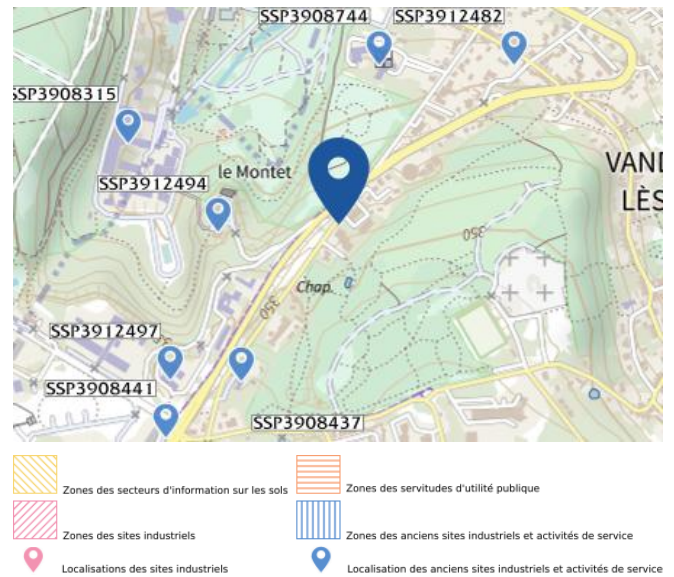 SSP3908744
SSP3912482
SSP3908315
SSP3912494
le Montet
VAND
LÈS
350
Chap.
350
SSP3912497
SSP3908441
SSP3908437
Zones des secteurs d'information sur les sols
Zones des servitudes d'utilité publique
Zones des sites industriels
Zones des anciens sites industriels et activités de service
Localisations des sites industriels
Localisation des anciens sites industriels et activités de service